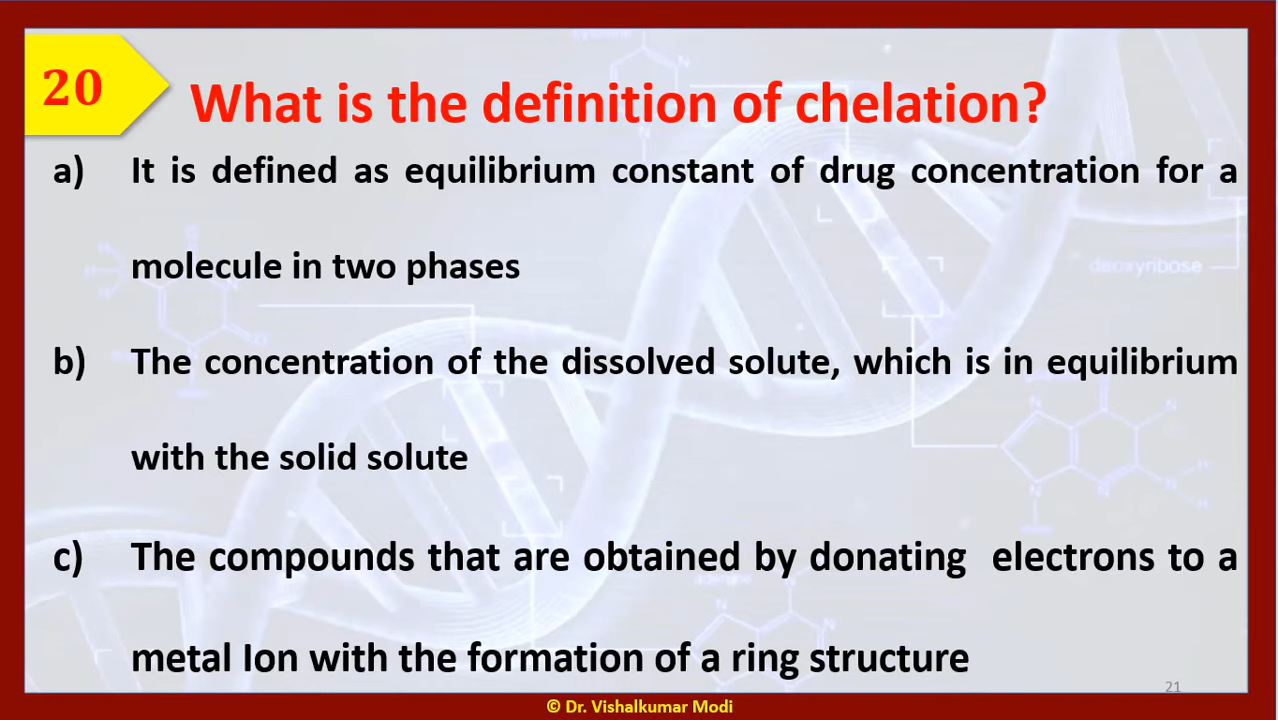 20
What is the definition of chelation?
a) It is defined as equilibrium constant of drug concentration for a
molecule in two phases
deoxyribose
b) The concentration of the dissolved solute, which is in equilibrium
with the solid solute
c) The compounds that are obtained by donating electrons to a
metal Ion with the formation of a ring structure
21
© Dr. Vishalkumar Modi